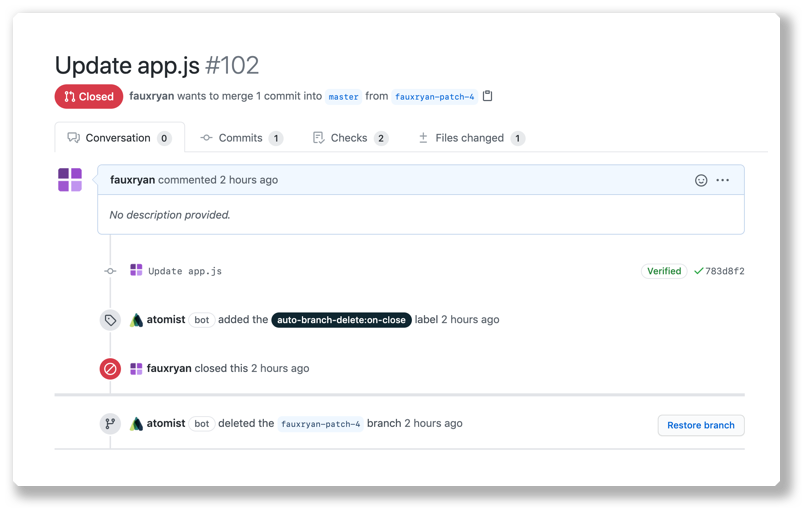 Update app.js #102
Closed fauxryan wants to merge 1 commit into master from fauxryan-patch-4
Conversation 0 Commits 1 Checks 2 Files changed 1
fauxryan commented 2 hours ago
No description provided.
Update app.js Verified 783d8f2
atomist bot added the auto-branch-delete:on-close label 2 hours ago
fauxryan closed this 2 hours ago
atomist bot deleted the fauxryan-patch-4 branch 2 hours ago Restore branch